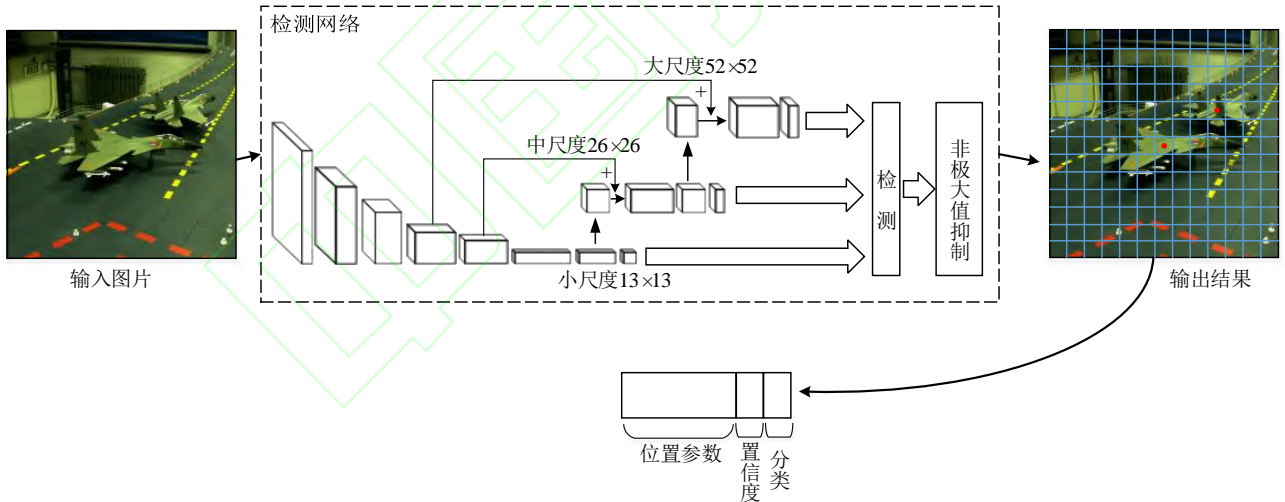 检测网络
大尺度52×52
+
中尺度26×26
+
小尺度13×13
检测
非极大值抑制
输入图片
输出结果
位置参数
置信度
分类